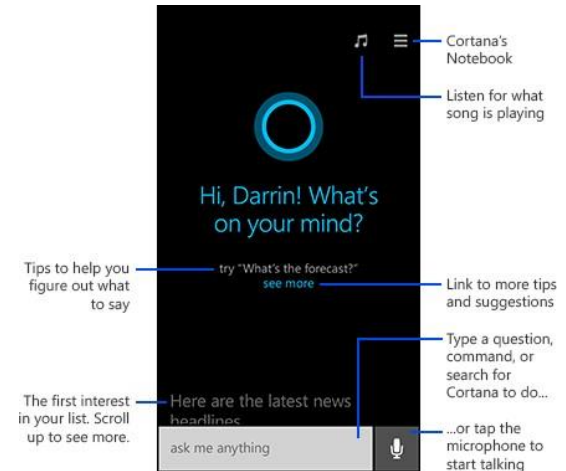 Cortana's
Notebook
Listen for what
song is playing
Hi, Darrin! What's
on your mind?
Tips to help you
figure out what
to say
try "What's the forecast?"
see more
Link to more tips
and suggestions
Type a question,
command, or
search for
Cortana to do...
The first interest
in your list. Scroll
up to see more.
Here are the latest news
headlines
ask me anything
...or tap the
microphone to
start talking